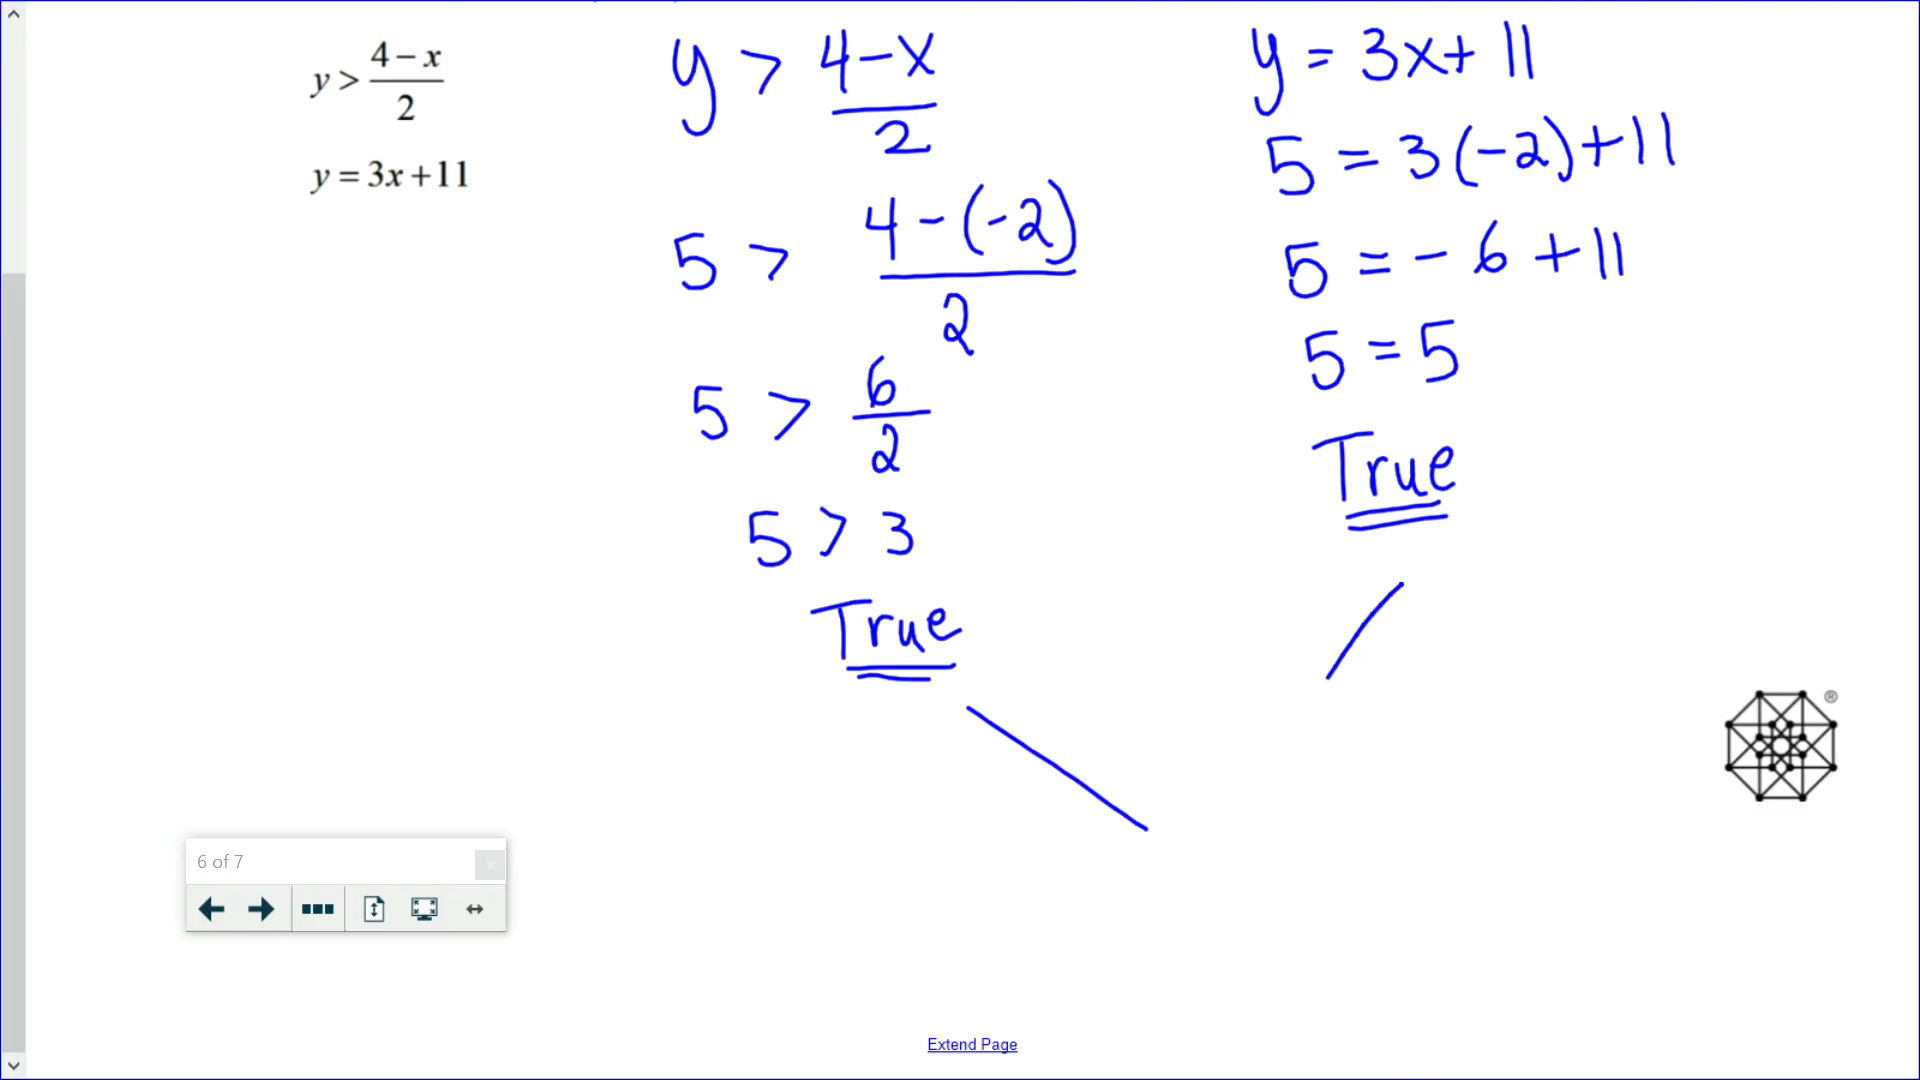 y > 4 − x / 2
y = 3x + 11
y > 4 − x / 2
5 > 4 − (−2) / 2
5 > 6 / 2
5 > 3
True
y = 3x + 11
5 = 3(−2) + 11
5 = − 6 + 11
5 = 5
True
®
6 of 7
Extend Page